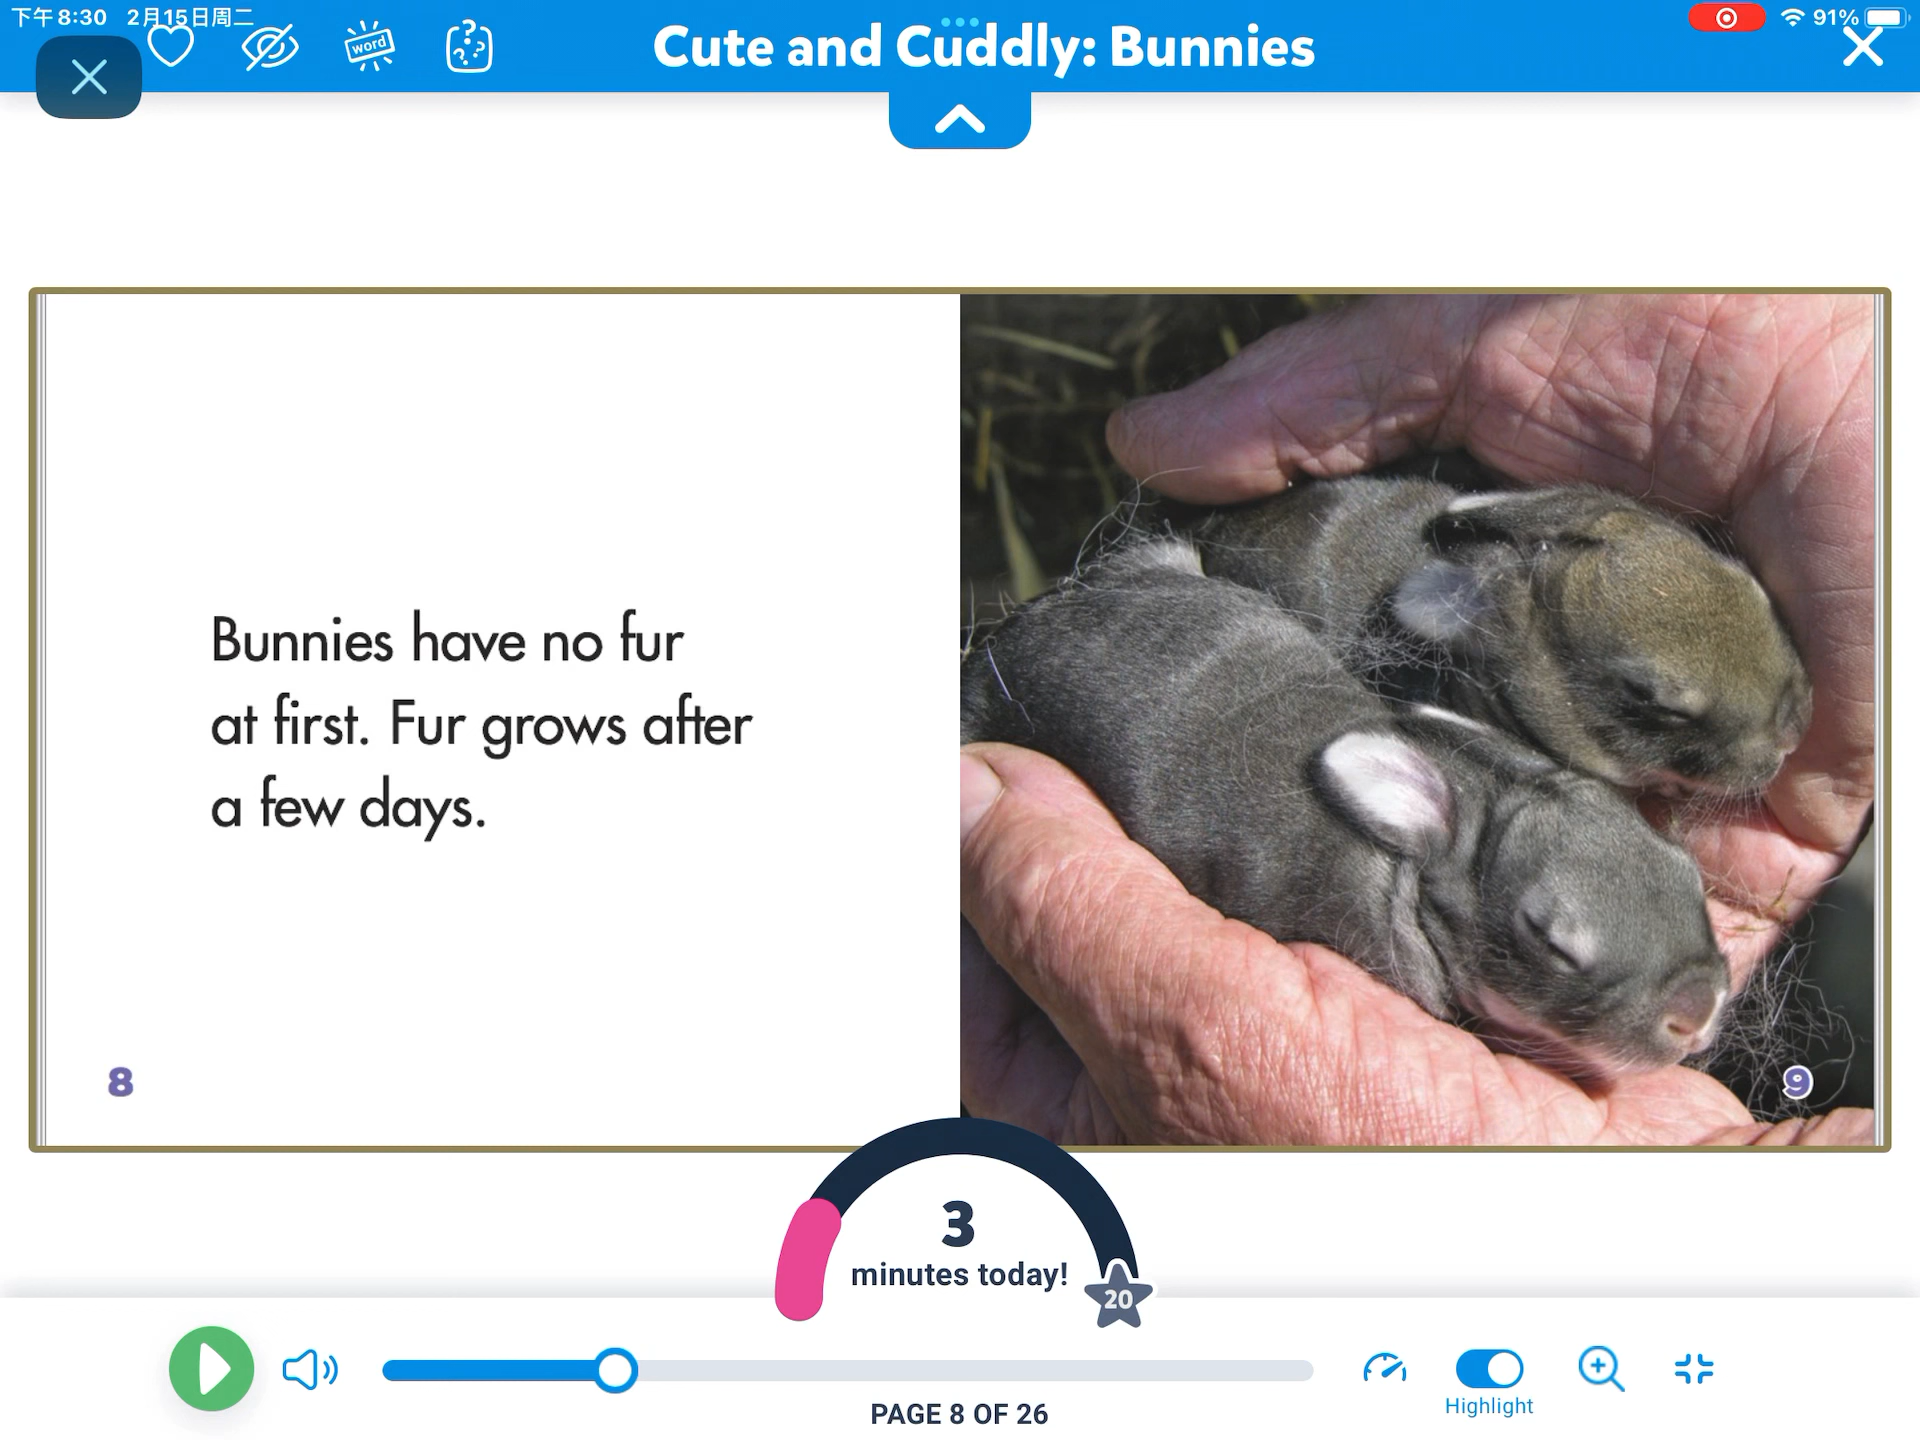 下午8:30 2月15日周二
91%
word
Cute and Cuddly: Bunnies
Bunnies have no fur
at first. Fur grows after
a few days.
8
9
3
minutes today!
20
PAGE 8 OF 26
Highlight